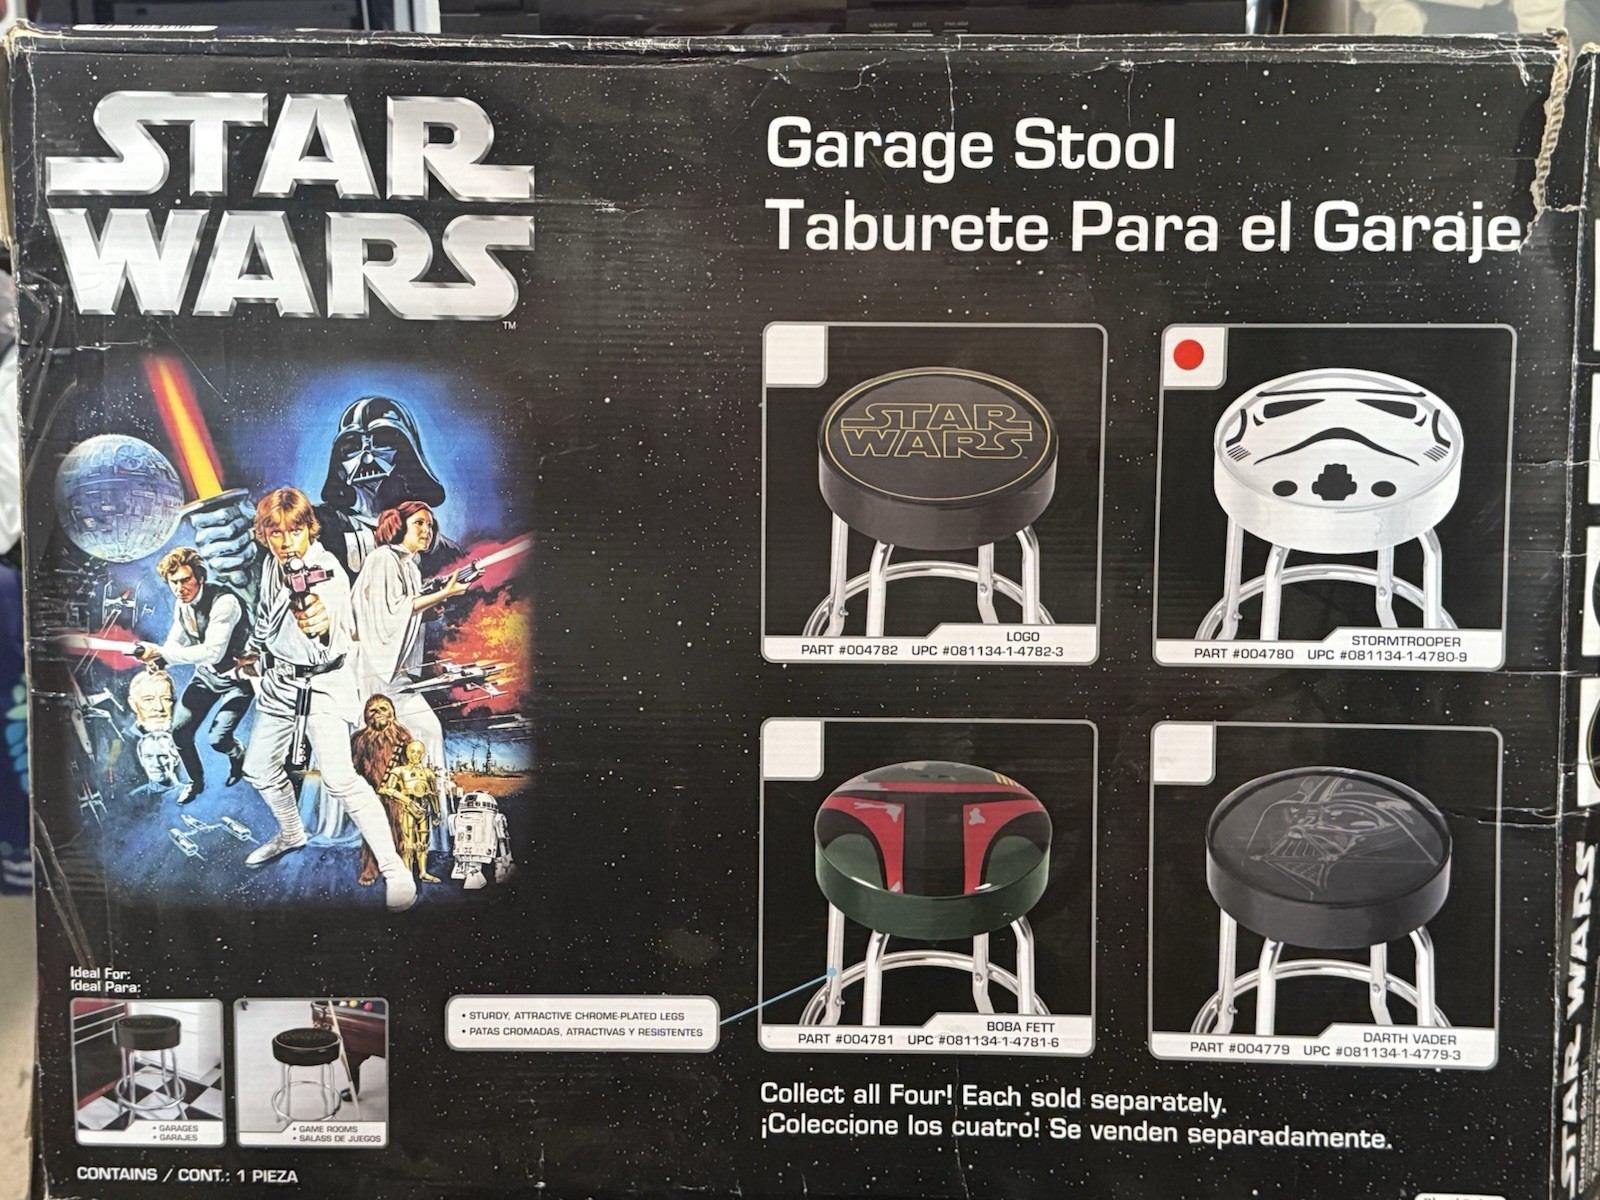 STAR
WARS
TM
Garage Stool
Taburete Para el Garaje
STAR
WARS
LOGO
PART #004782 UPC #081134-1-4782-3
STORMTROOPER
PART #004780 UPC #081134-1-4780-9
BOBA FETT
PART #004781 UPC #081134-1-4781-6
DARTH VADER
PART #004779 UPC #081134-1-4779-3
Ideal For:
Ideal Para:
• GARAGES
• GARAJES
• GAME ROOMS
• SALASS DE JUEGOS
• STURDY, ATTRACTIVE CHROME-PLATED LEGS
• PATAS CROMADAS, ATRACTIVAS Y RESISTENTES
Collect all Four! Each sold separately.
¡Coleccione los cuatro! Se venden separadamente.
CONTAINS / CONT.: 1 PIEZA
STAR WARS
MEMORY EDIT